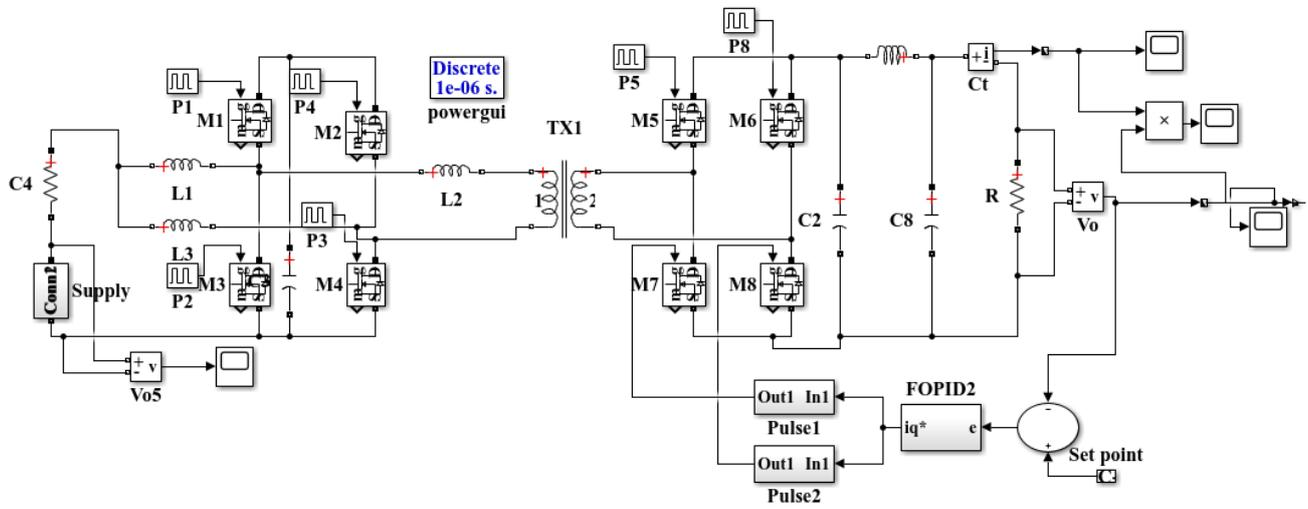 P8
P5
Discrete
1e-06 s.
powergui
i
Ct
P1
P4
M1
M2
M5
M6
TX1
×
C4
L1
L2
1
2
C2
C8
R
+
-
v
Vo
P3
L3
P2
M3
M4
M7
M8
Conn2
Supply
+
-
v
Vo5
Out1 In1
Pulse1
FOPID2
iq* e
-
+
Out1 In1
Pulse2
Set point
C